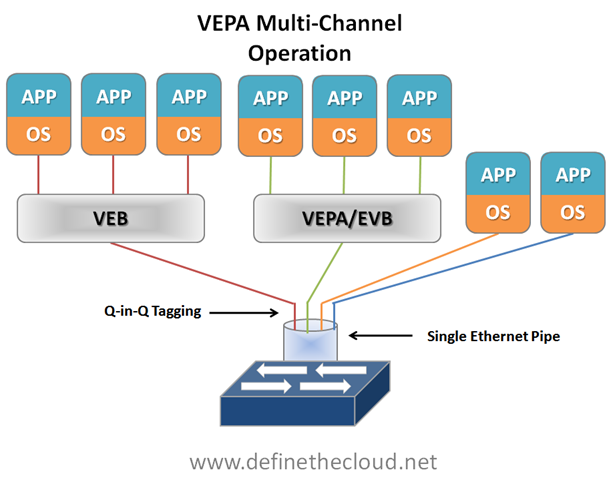 VEPA Multi-Channel
Operation
APP APP APP APP APP APP
OS OS OS OS OS OS
APP APP
OS OS
VEB VEPA/EVB
Q-in-Q Tagging
Single Ethernet Pipe
www.definethecloud.net